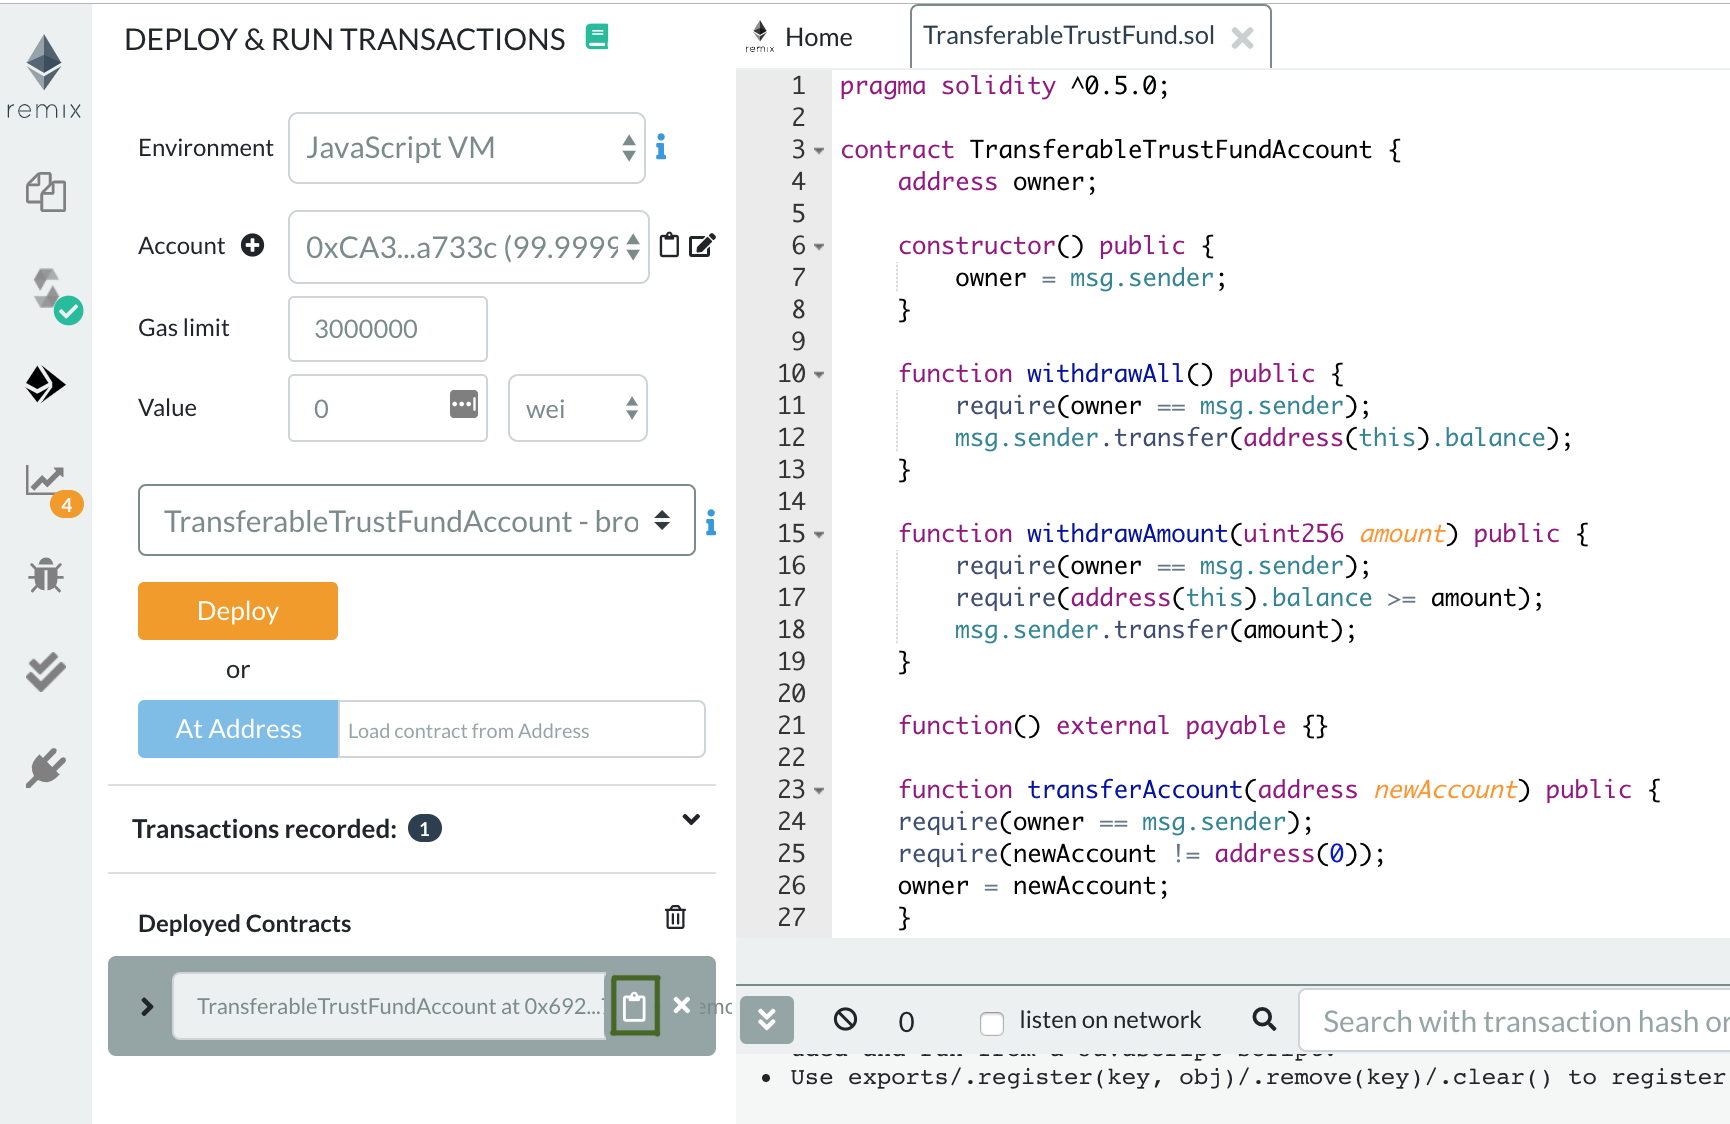 remix
DEPLOY & RUN TRANSACTIONS
Environment
JavaScript VM
Account
0xCA3...a733c (99.9999
Gas limit
3000000
Value
0
wei
TransferableTrustFundAccount - bro
Deploy
or
At Address
Load contract from Address
Transactions recorded: 1
Deployed Contracts
TransferableTrustFundAccount at 0x692...
4
remix
Home
TransferableTrustFund.sol
1 pragma solidity ^0.5.0;
2
3 contract TransferableTrustFundAccount {
4 address owner;
5
6 constructor() public {
7 owner = msg.sender;
8 }
9
10 function withdrawAll() public {
11 require(owner == msg.sender);
12 msg.sender.transfer(address(this).balance);
13 }
14
15 function withdrawAmount(uint256 amount) public {
16 require(owner == msg.sender);
17 require(address(this).balance >= amount);
18 msg.sender.transfer(amount);
19 }
20
21 function() external payable {}
22
23 function transferAccount(address newAccount) public {
24 require(owner == msg.sender);
25 require(newAccount != address(0));
26 owner = newAccount;
27 }
0
listen on network
Search with transaction hash or
• Use exports/.register(key, obj)/.remove(key)/.clear() to register